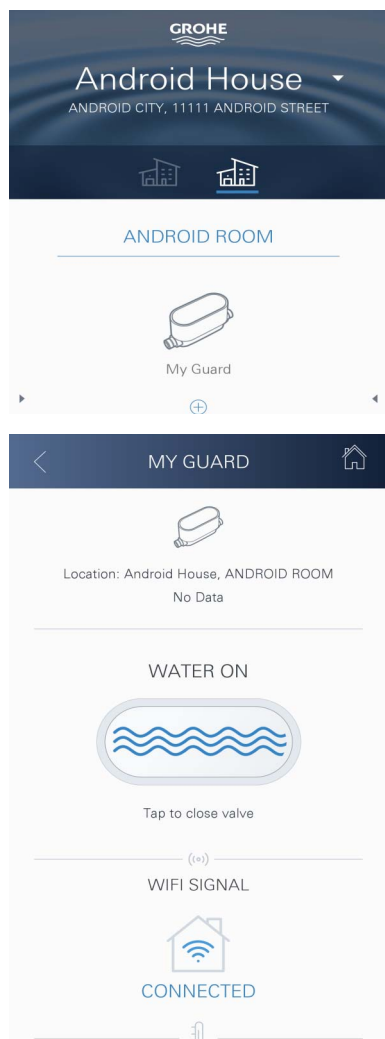 GROHE
Android House
ANDROID CITY, 11111 ANDROID STREET
ANDROID ROOM
My Guard
MY GUARD
Location: Android House, ANDROID ROOM
No Data
WATER ON
Tap to close valve
WIFI SIGNAL
CONNECTED